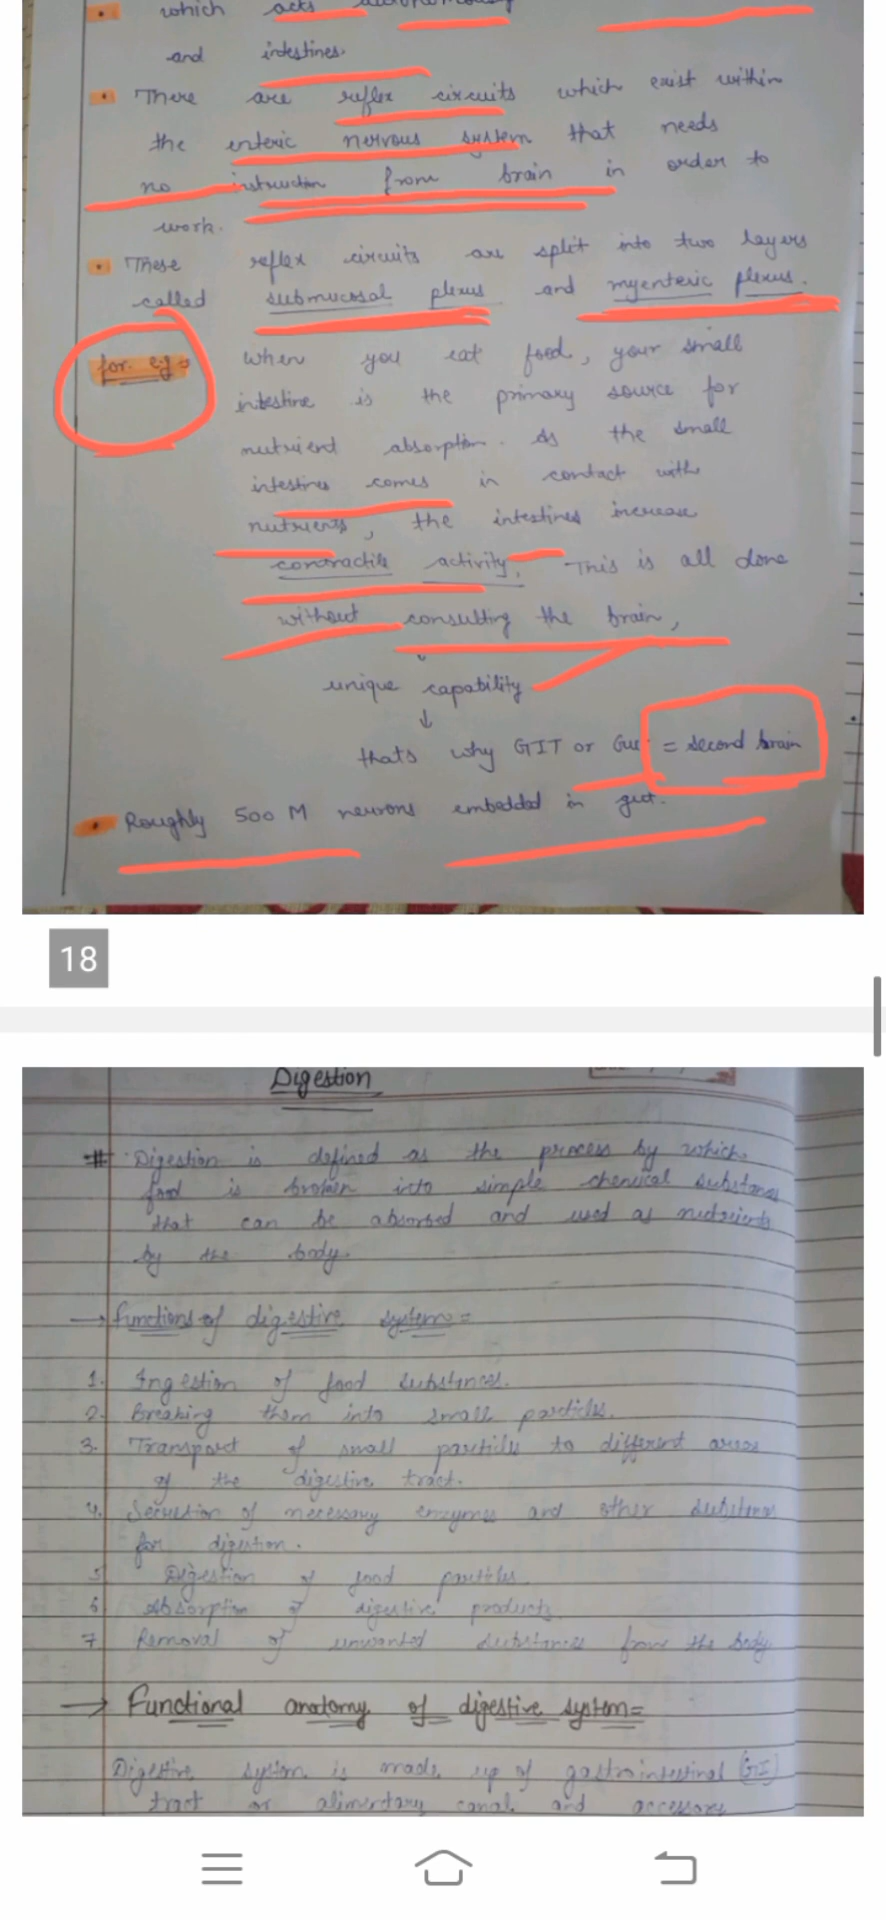 which acts
and intestines.
There are reflex circuits which exist within
the enteric nervous system that needs
no instruction from brain in order to
work.
These reflex circuits are split into two layers
called submucosal plexus and myenteric plexus.
for eg → when you eat food, your small
intestine is the primary source for
nutrient absorption. As the small
intestines comes in contact with
nutrients, the intestines increase
contractile activity. This is all done
without consulting the brain,
unique capability
↓
thats why GIT or Gut = second brain
Roughly 500 M neurons embedded in gut.
18
Digestion
# Digestion is defined as the process by which
food is broken into simple chemical substances
that can be absorbed and used as nutrients
by the body.
→ functions of digestive system =
1. Ingestion of food substances.
2. Breaking them into small particles.
3. Transport of small particles to different areas
of the digestive tract.
4. Secretion of necessary enzymes and other substances
for digestion.
5 Digestion of food particles.
6. Absorption of digestive products
7 Removal of unwanted substances from the body
→ Functional anatomy of digestive system =
Digestive system is made up of gastrointestinal (GI)
tract or alimentary canal and accessory